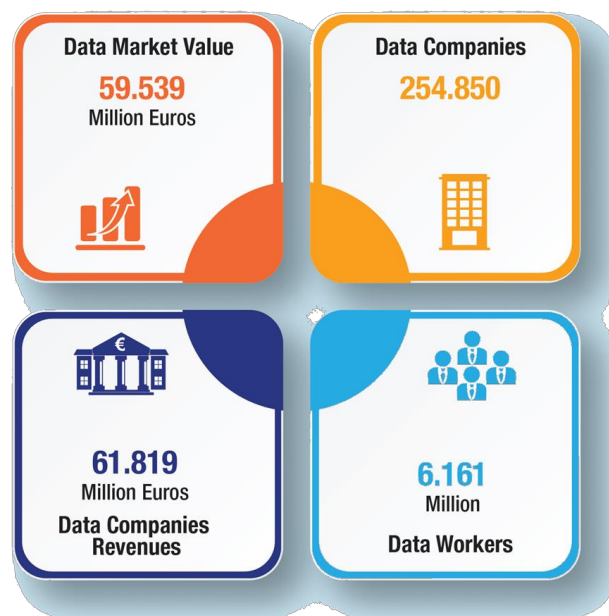 Data Market Value
59.539
Million Euros
Data Companies
254.850
€
61.819
Million Euros
Data Companies
Revenues
6.161
Million
Data Workers